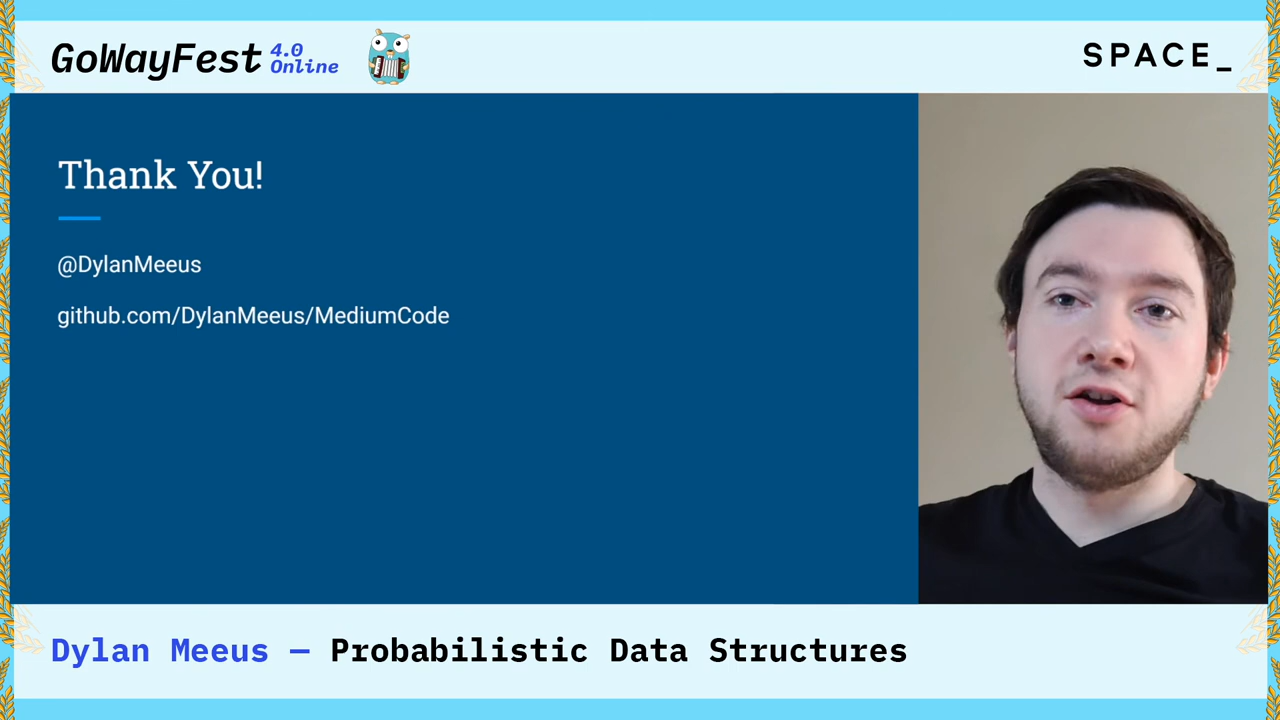 GoWayFest 4.0 Online
SPACE_
Thank You!
@DylanMeeus
github.com/DylanMeeus/MediumCode
Dylan Meeus — Probabilistic Data Structures